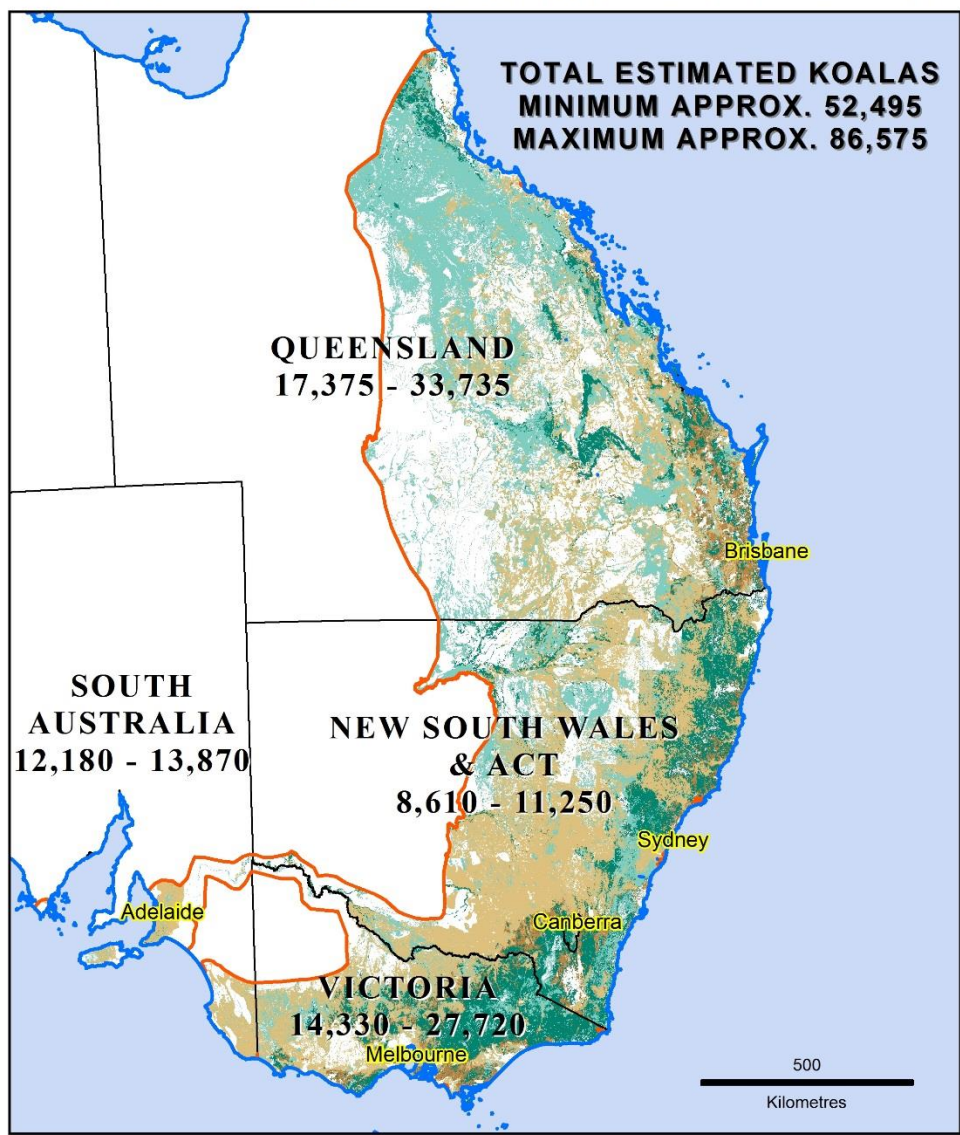 TOTAL ESTIMATED KOALAS
MINIMUM APPROX. 52,495
MAXIMUM APPROX. 86,575
QUEENSLAND
17,375 - 33,735
Brisbane
SOUTH
AUSTRALIA
12,180 - 13,870
NEW SOUTH WALES
& ACT
8,610 - 11,250
Sydney
Adelaide
Canberra
VICTORIA
14,330 - 27,720
Melbourne
500
Kilometres